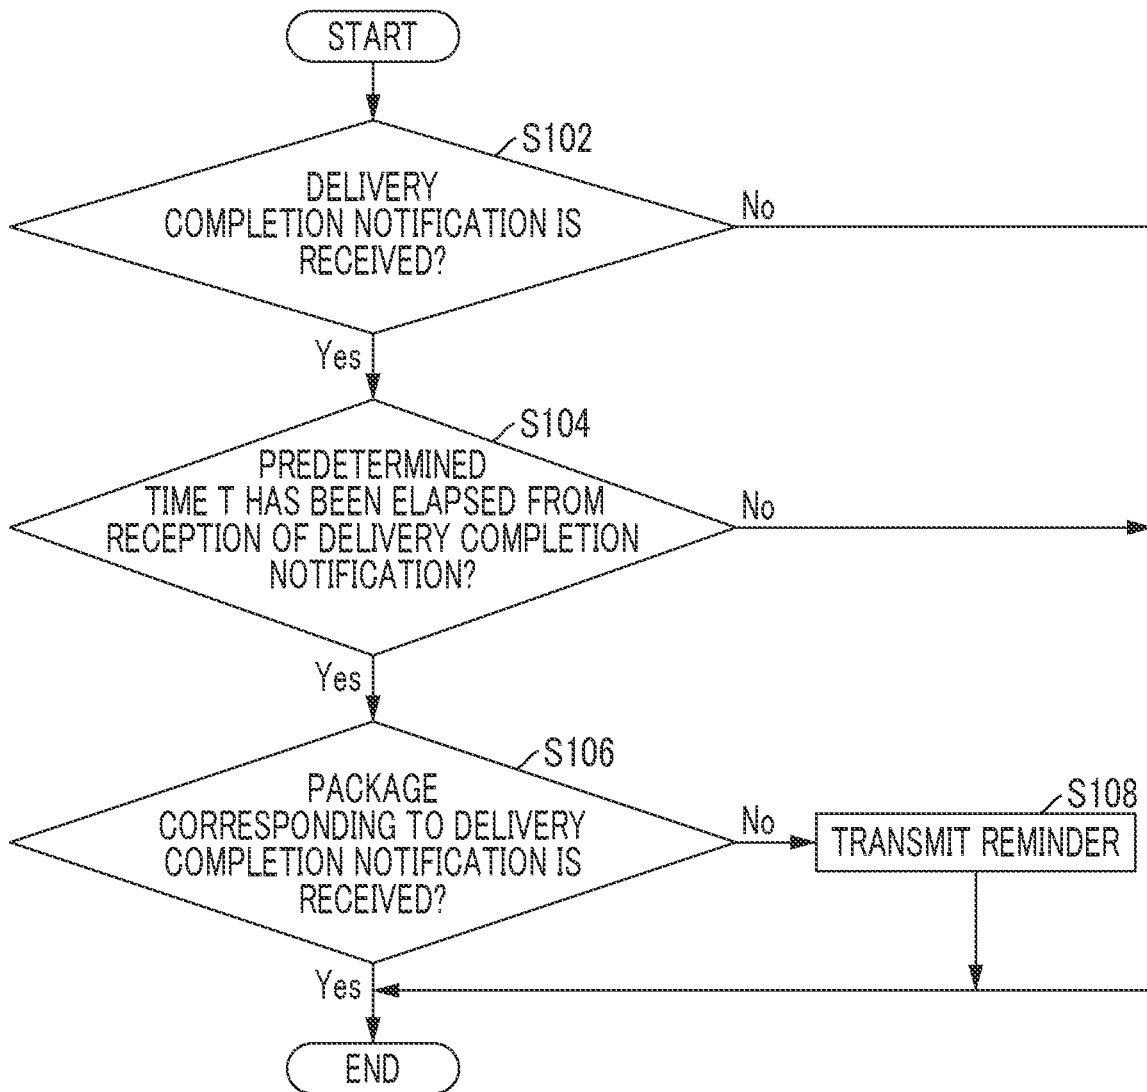 START
S102
DELIVERY
COMPLETION NOTIFICATION IS
RECEIVED?
No
Yes
S104
PREDETERMINED
TIME T HAS BEEN ELAPSED FROM
RECEPTION OF DELIVERY COMPLETION
NOTIFICATION?
No
Yes
S106
PACKAGE
CORRESPONDING TO DELIVERY
COMPLETION NOTIFICATION IS
RECEIVED?
No
S108
TRANSMIT REMINDER
Yes
END